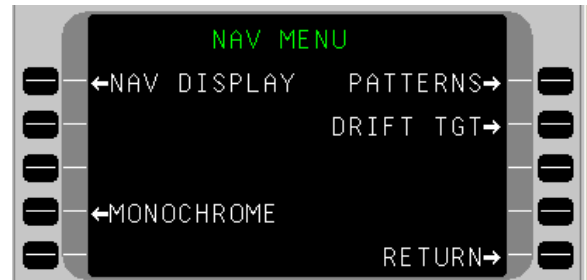 NAV MENU
←NAV DISPLAY PATTERNS→
DRIFT TGT→
←MONOCHROME
RETURN→